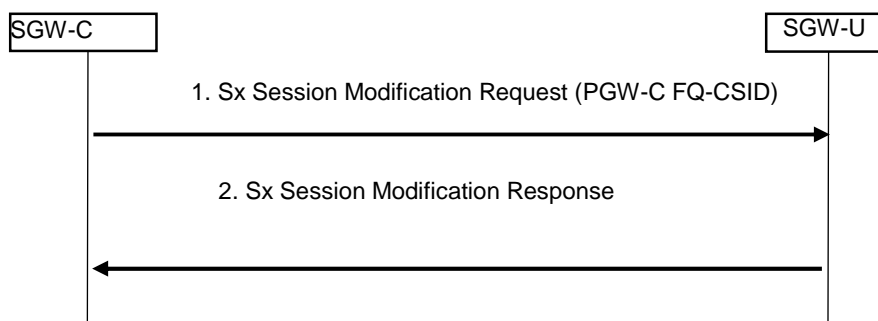 SGW-C
SGW-U
1. Sx Session Modification Request (PGW-C FQ-CSID)
2. Sx Session Modification Response